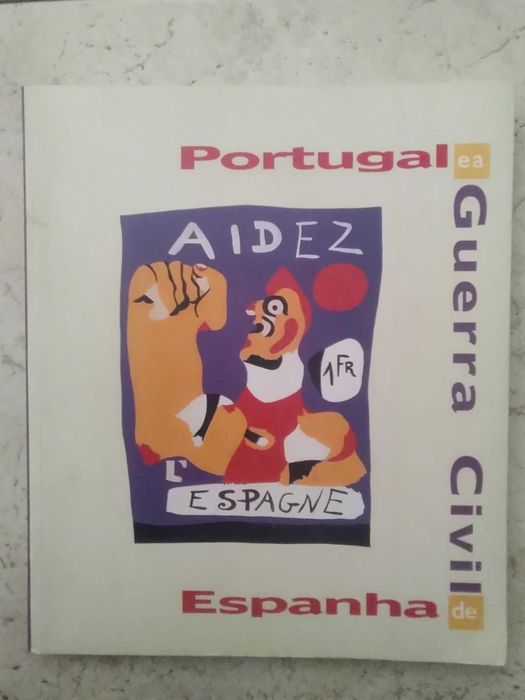 Portugal ea
Guerra Civil de
Espanha
AIDEZ
1FR
L'
ESPAGNE